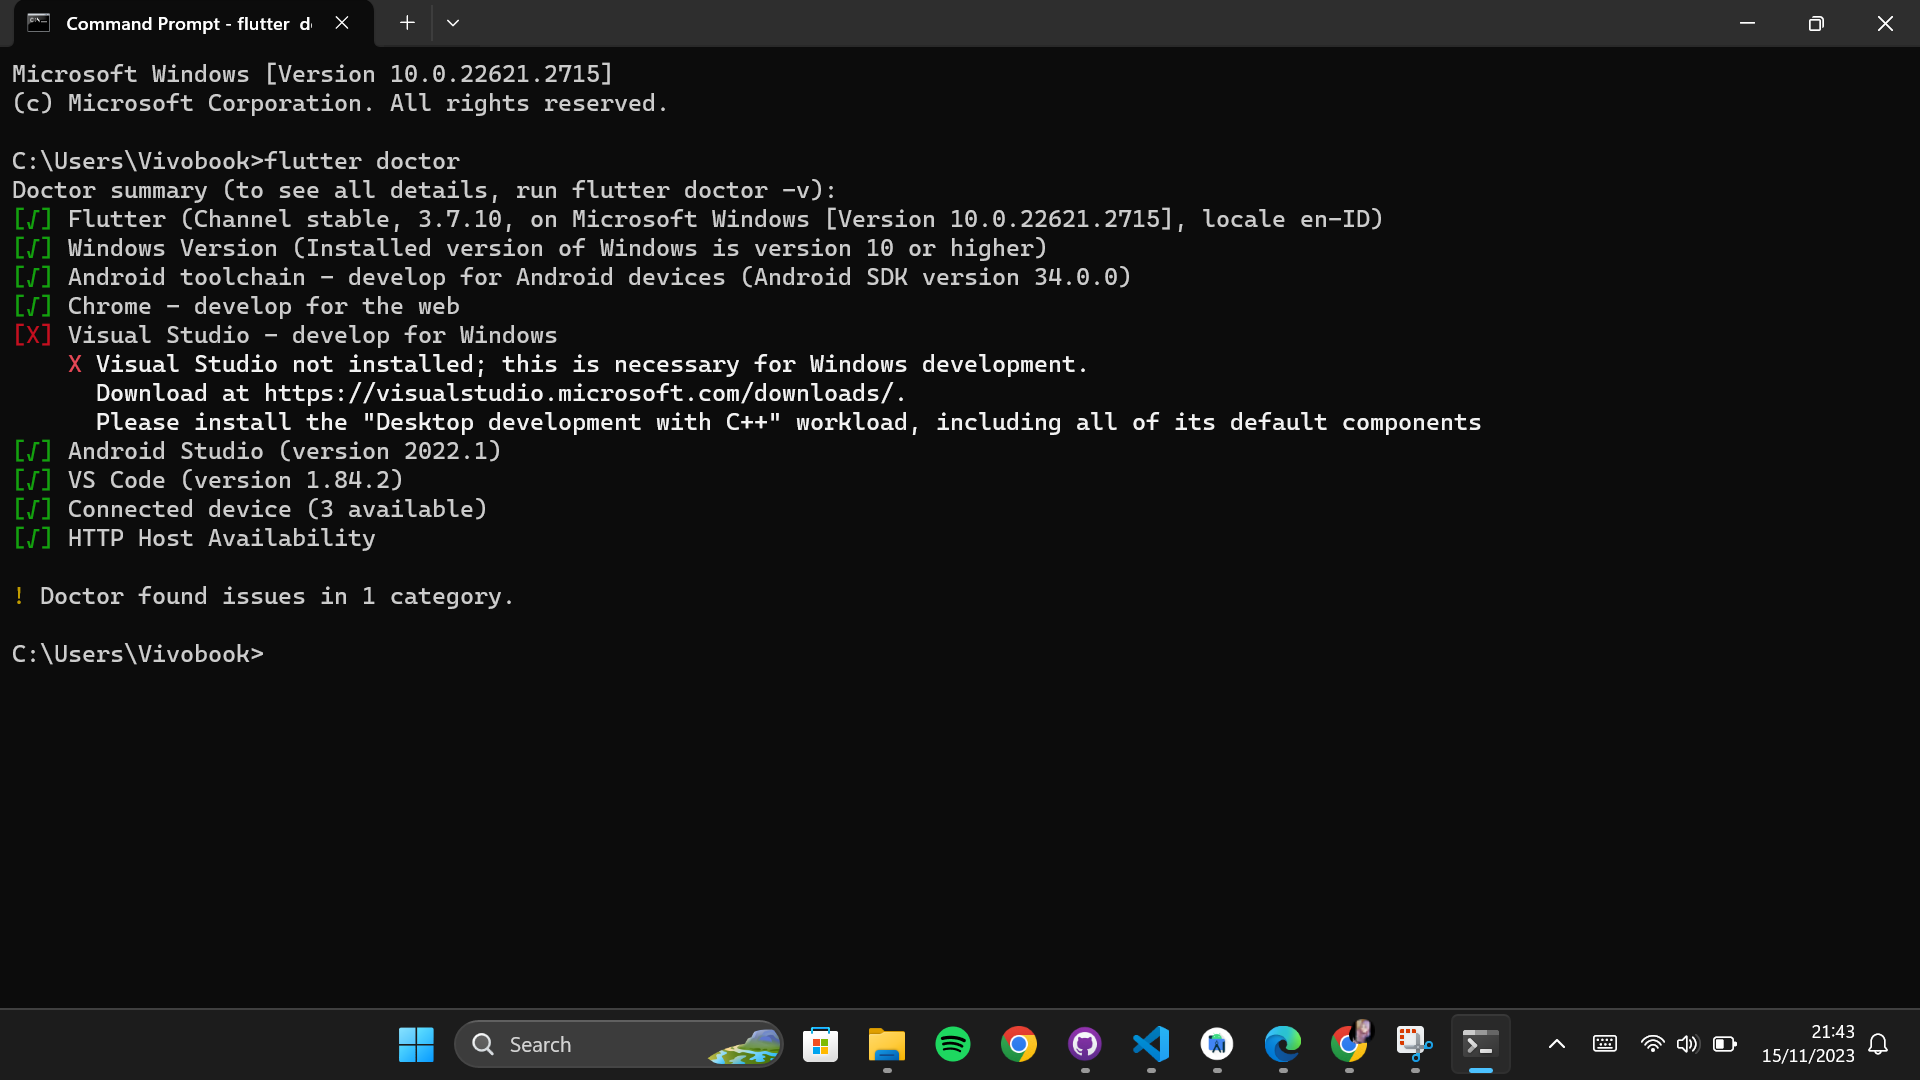 Command Prompt - flutter d
Microsoft Windows [Version 10.0.22621.2715]
(c) Microsoft Corporation. All rights reserved.
C:\Users\Vivobook>flutter doctor
Doctor summary (to see all details, run flutter doctor -v):
[√] Flutter (Channel stable, 3.7.10, on Microsoft Windows [Version 10.0.22621.2715], locale en-ID)
[√] Windows Version (Installed version of Windows is version 10 or higher)
[√] Android toolchain - develop for Android devices (Android SDK version 34.0.0)
[√] Chrome - develop for the web
[X] Visual Studio - develop for Windows
X Visual Studio not installed; this is necessary for Windows development.
Download at https://visualstudio.microsoft.com/downloads/.
Please install the "Desktop development with C++" workload, including all of its default components
[√] Android Studio (version 2022.1)
[√] VS Code (version 1.84.2)
[√] Connected device (3 available)
[√] HTTP Host Availability
! Doctor found issues in 1 category.
C:\Users\Vivobook>
Search
21:43
15/11/2023